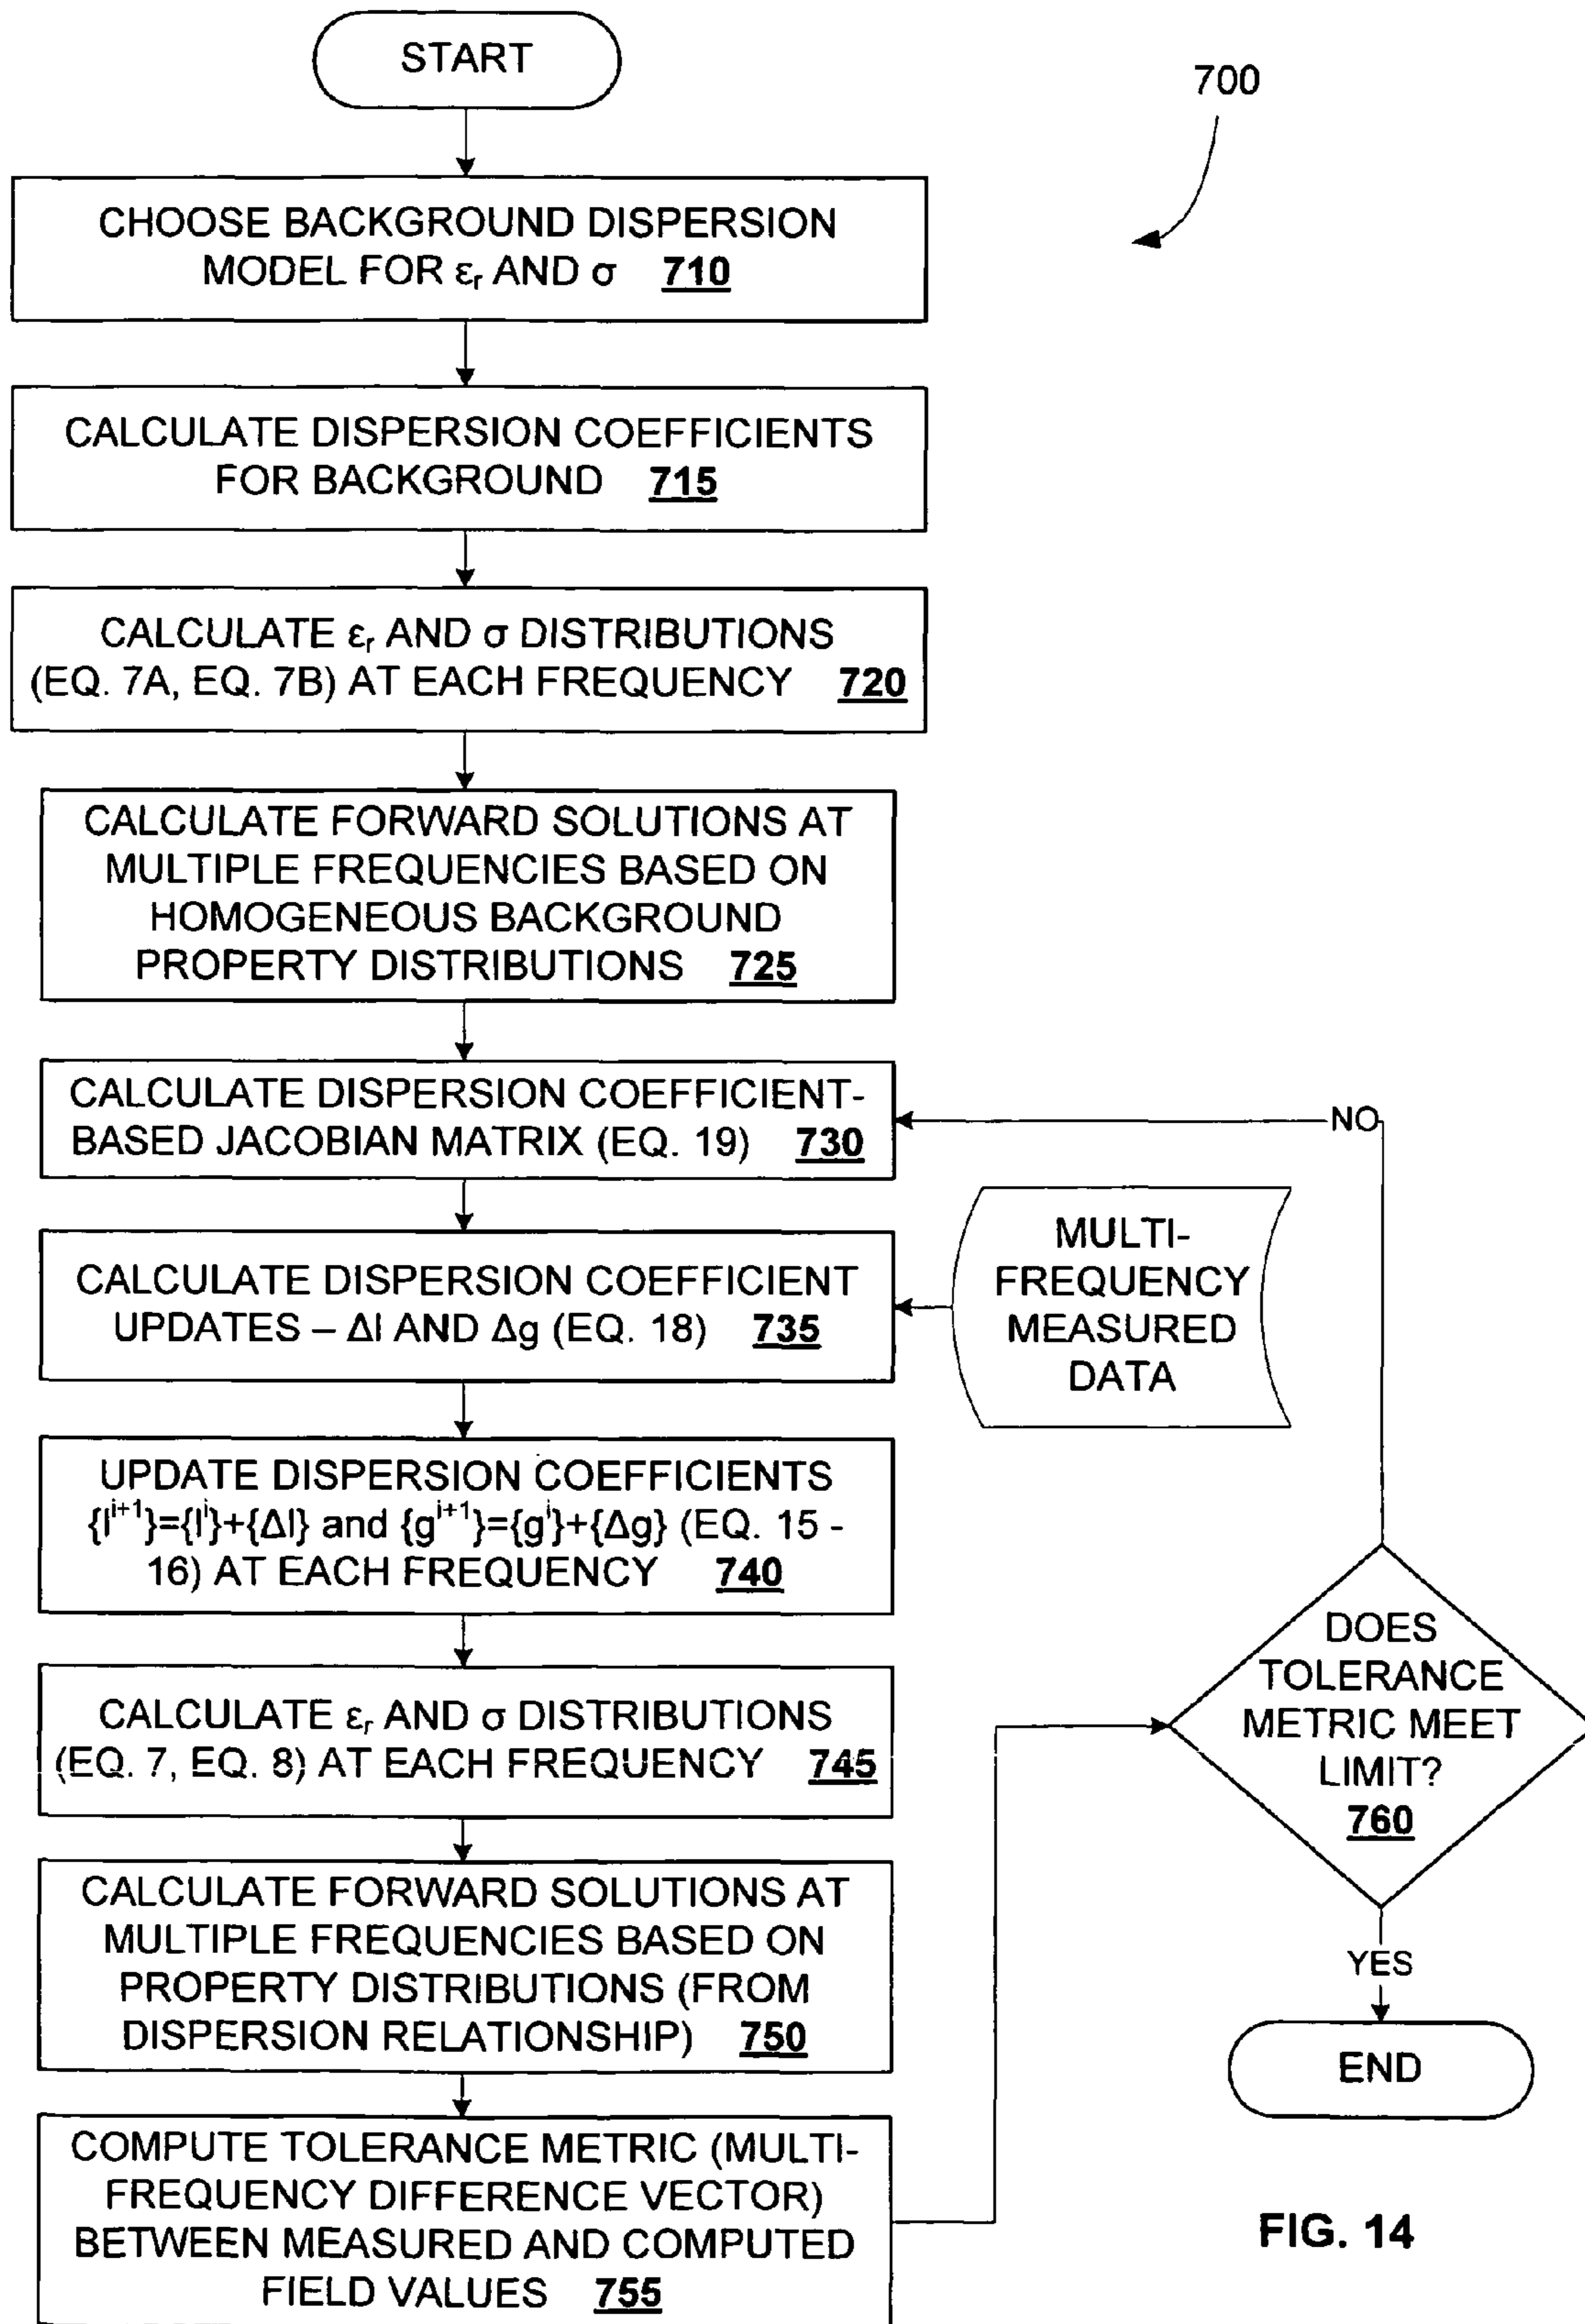 START
700
CHOOSE BACKGROUND DISPERSION
MODEL FOR εr AND σ 710
CALCULATE DISPERSION COEFFICIENTS
FOR BACKGROUND 715
CALCULATE εr AND σ DISTRIBUTIONS
(EQ. 7A, EQ. 7B) AT EACH FREQUENCY 720
CALCULATE FORWARD SOLUTIONS AT
MULTIPLE FREQUENCIES BASED ON
HOMOGENEOUS BACKGROUND
PROPERTY DISTRIBUTIONS 725
CALCULATE DISPERSION COEFFICIENT-
BASED JACOBIAN MATRIX (EQ. 19) 730
NO
CALCULATE DISPERSION COEFFICIENT
UPDATES – Δl AND Δg (EQ. 18) 735
MULTI-
FREQUENCY
MEASURED
DATA
UPDATE DISPERSION COEFFICIENTS
{l^i+1}={l^i}+{Δl} and {g^i+1}={g^i}+{Δg} (EQ. 15 -
16) AT EACH FREQUENCY 740
CALCULATE εr AND σ DISTRIBUTIONS
(EQ. 7, EQ. 8) AT EACH FREQUENCY 745
CALCULATE FORWARD SOLUTIONS AT
MULTIPLE FREQUENCIES BASED ON
PROPERTY DISTRIBUTIONS (FROM
DISPERSION RELATIONSHIP) 750
COMPUTE TOLERANCE METRIC (MULTI-
FREQUENCY DIFFERENCE VECTOR)
BETWEEN MEASURED AND COMPUTED
FIELD VALUES 755
DOES
TOLERANCE
METRIC MEET
LIMIT?
760
YES
END
FIG. 14